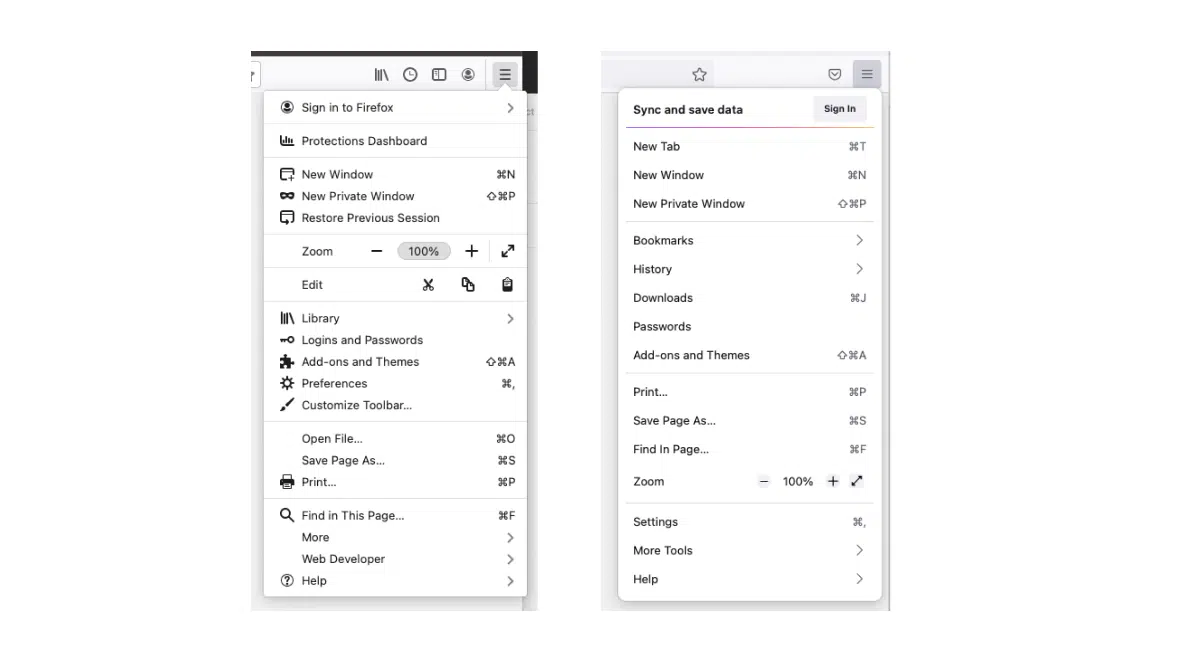 Sign in to Firefox
Protections Dashboard
New Window ⌘N
New Private Window ⇧⌘P
Restore Previous Session
Zoom − 100% +
Edit
Library
Logins and Passwords
Add-ons and Themes ⇧⌘A
Preferences ⌘,
Customize Toolbar...
Open File... ⌘O
Save Page As... ⌘S
Print... ⌘P
Find in This Page... ⌘F
More
Web Developer
Help
Sync and save data Sign In
New Tab ⌘T
New Window ⌘N
New Private Window ⇧⌘P
Bookmarks
History
Downloads ⌘J
Passwords
Add-ons and Themes ⇧⌘A
Print... ⌘P
Save Page As... ⌘S
Find In Page... ⌘F
Zoom − 100% +
Settings ⌘,
More Tools
Help